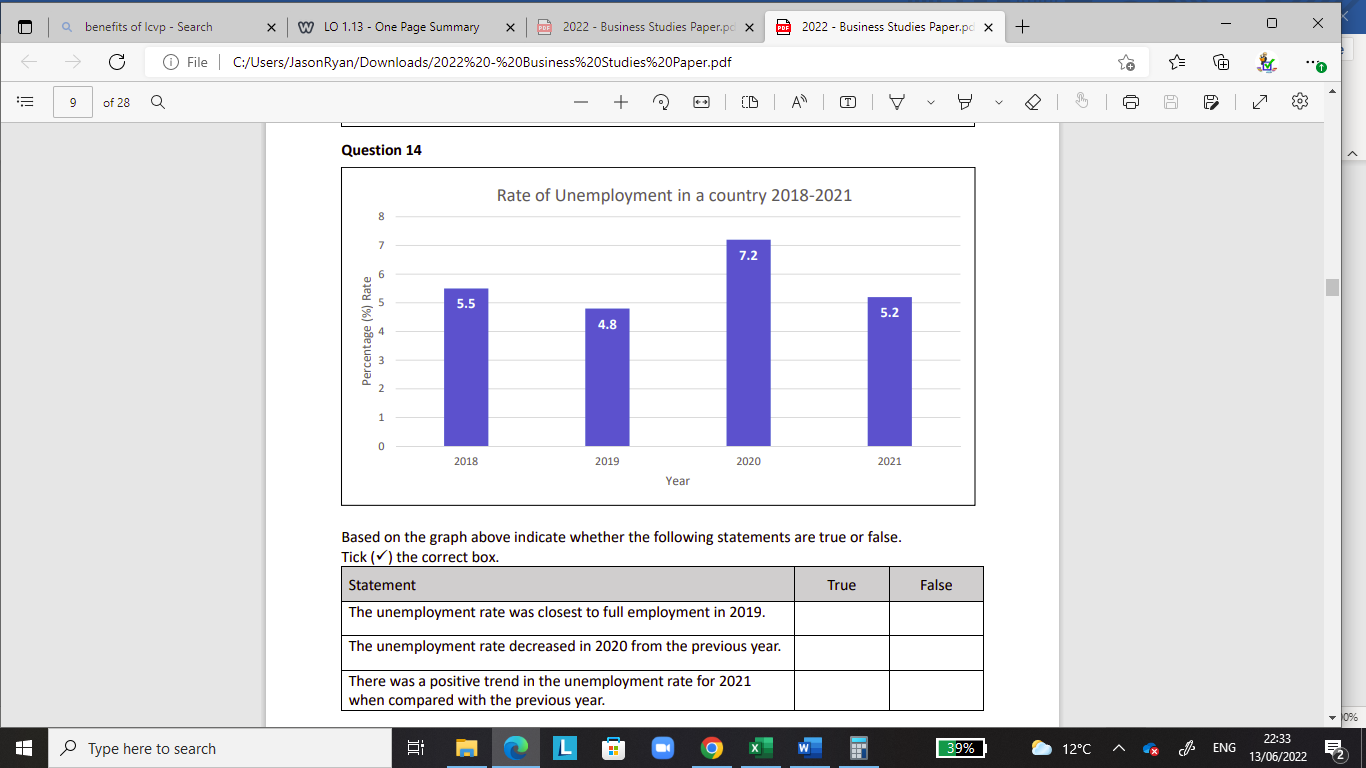 benefits of lcvp - Search
LO 1.13 - One Page Summary
2022 - Business Studies Paper.pd
2022 - Business Studies Paper.pd
File
C:/Users/JasonRyan/Downloads/2022%20-%20Business%20Studies%20Paper.pdf
9 of 28
Question 14
Rate of Unemployment in a country 2018-2021
Percentage (%) Rate
8
7
6
5
4
3
2
1
0
5.5
4.8
7.2
5.2
2018 2019 2020 2021
Year
Based on the graph above indicate whether the following statements are true or false.
Tick (✓) the correct box.
Statement True False
The unemployment rate was closest to full employment in 2019.
The unemployment rate decreased in 2020 from the previous year.
There was a positive trend in the unemployment rate for 2021
when compared with the previous year.
Type here to search
L
39%
12°C
ENG
22:33
13/06/2022
2